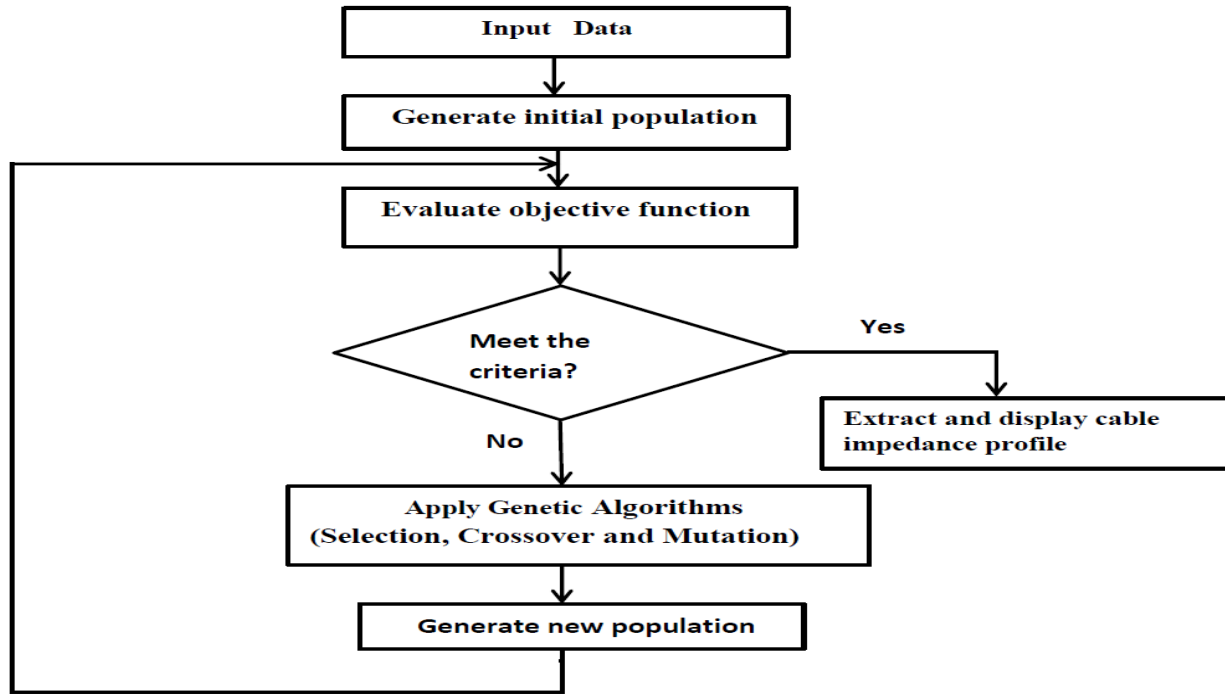 Input Data
Generate initial population
Evaluate objective function
Meet the
criteria?
Yes
Extract and display cable
impedance profile
No
Apply Genetic Algorithms
(Selection, Crossover and Mutation)
Generate new population